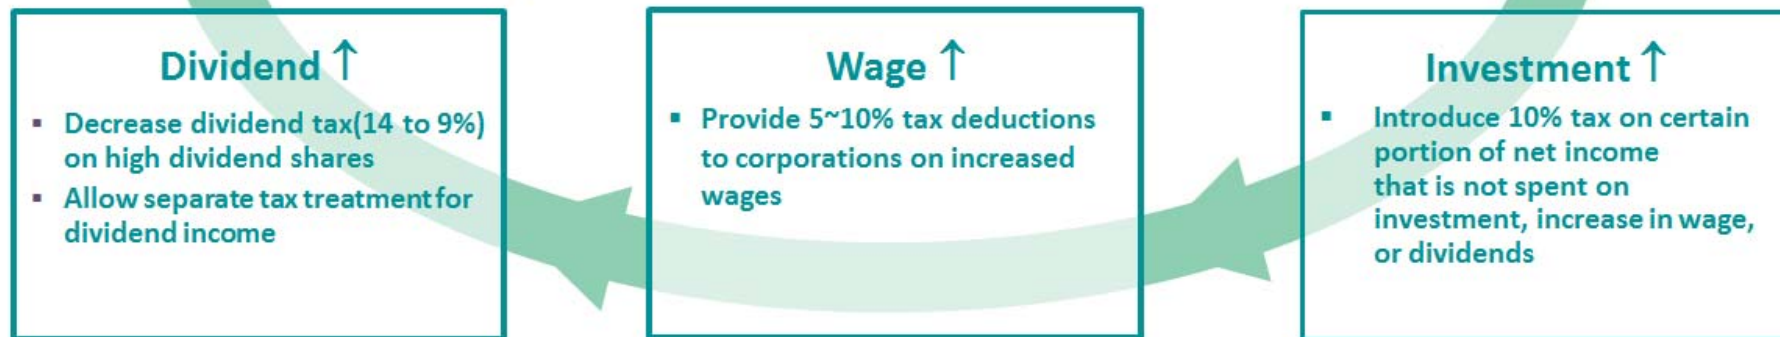 Dividend ↑
▪ Decrease dividend tax(14 to 9%)
on high dividend shares
▪ Allow separate tax treatment for
dividend income
Wage ↑
▪ Provide 5~10% tax deductions
to corporations on increased
wages
Investment ↑
▪ Introduce 10% tax on certain
portion of net income
that is not spent on
investment, increase in wage,
or dividends